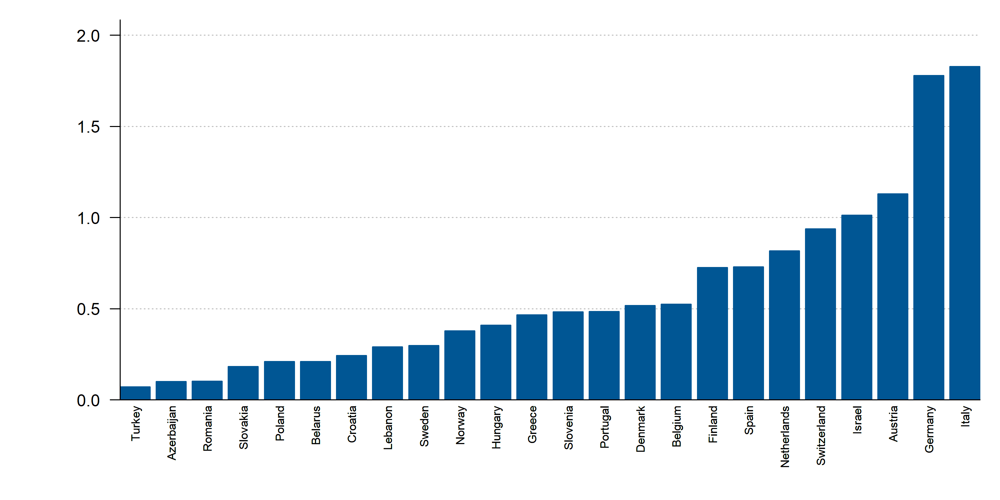 2.0
1.5
1.0
0.5
0.0
Turkey
Azerbaijan
Romania
Slovakia
Poland
Belarus
Croatia
Lebanon
Sweden
Norway
Hungary
Greece
Slovenia
Portugal
Denmark
Belgium
Finland
Spain
Netherlands
Switzerland
Israel
Austria
Germany
Italy